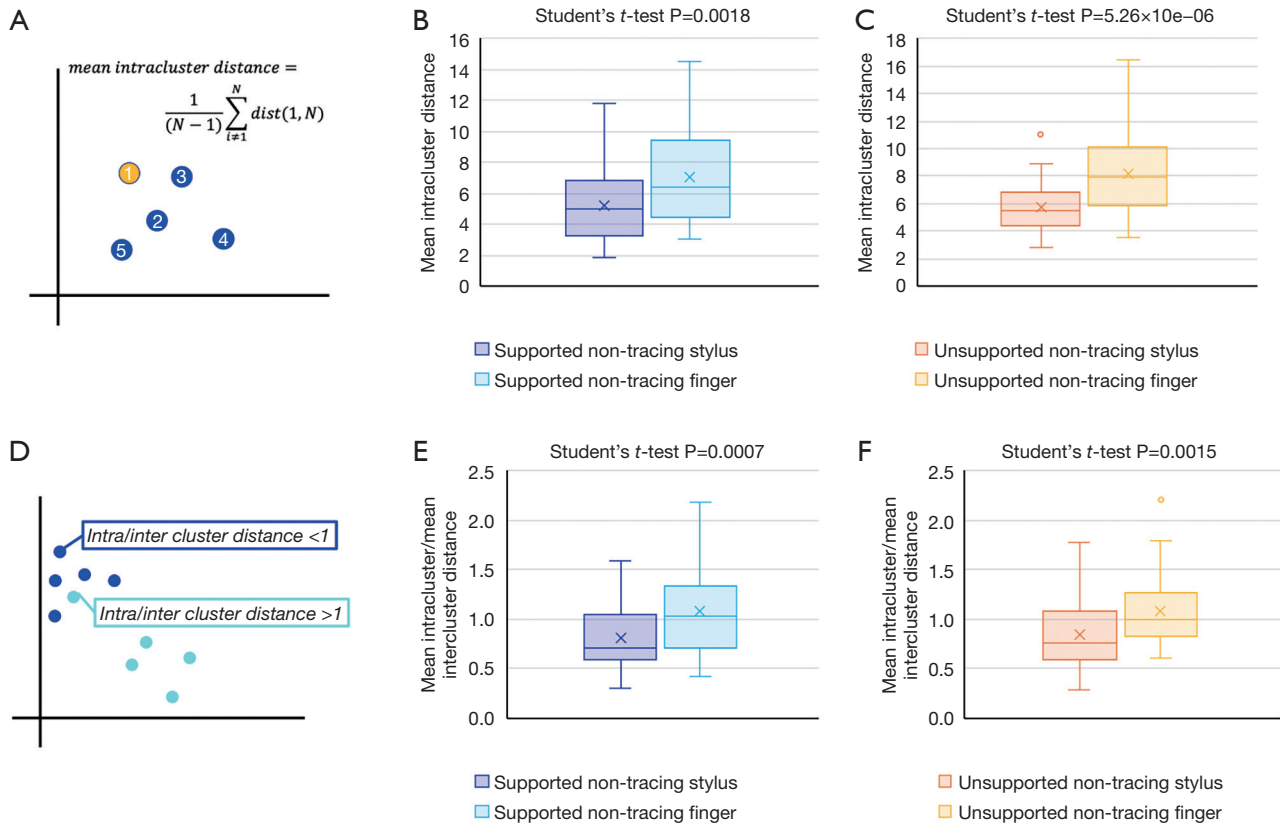 A
mean intracluster distance =
1/(N − 1) N∑i≠1 dist(1, N)
1
3
2
4
5
B
Student's t-test P=0.0018
Mean intracluster distance
16
14
12
10
8
6
4
2
0
Supported non-tracing stylus
Supported non-tracing finger
C
Student's t-test P=5.26×10e−06
Mean intracluster distance
18
16
14
12
10
8
6
4
2
0
Unsupported non-tracing stylus
Unsupported non-tracing finger
D
Intra/inter cluster distance <1
Intra/inter cluster distance >1
E
Student's t-test P=0.0007
Mean intracluster/mean
intercluster distance
2.5
2.0
1.5
1.0
0.5
0.0
Supported non-tracing stylus
Supported non-tracing finger
F
Student's t-test P=0.0015
Mean intracluster/mean
intercluster distance
2.5
2.0
1.5
1.0
0.5
0.0
Unsupported non-tracing stylus
Unsupported non-tracing finger